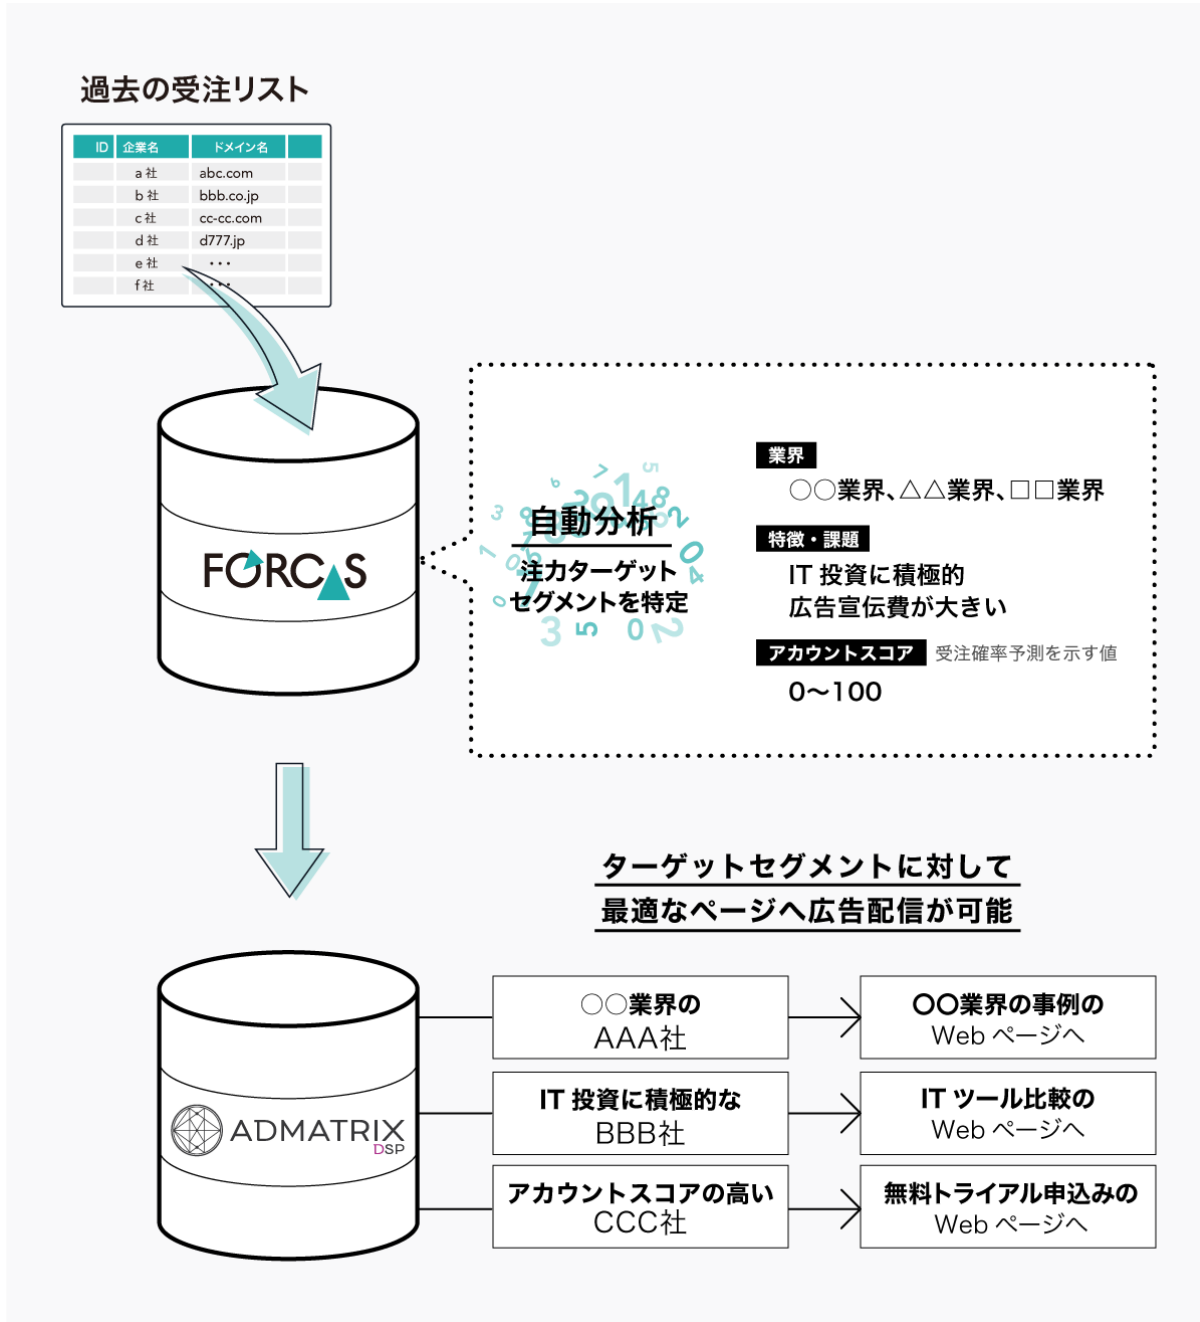 過去の受注リスト
ID 企業名 ドメイン名
a 社 abc.com
b 社 bbb.co.jp
c 社 cc-cc.com
d 社 d777.jp
e 社 ・・・
f 社 ・・・
FORCAS
自動分析
注力ターゲット
セグメントを特定
業界
○○業界、△△業界、□□業界
特徴・課題
IT 投資に積極的
広告宣伝費が大きい
アカウントスコア 受注確率予測を示す値
0〜100
ターゲットセグメントに対して
最適なページへ広告配信が可能
ADMATRIX
DSP
○○業界の
AAA社
〇〇業界の事例の
Web ページへ
IT 投資に積極的な
BBB社
IT ツール比較の
Web ページへ
アカウントスコアの高い
CCC社
無料トライアル申込みの
Web ページへ